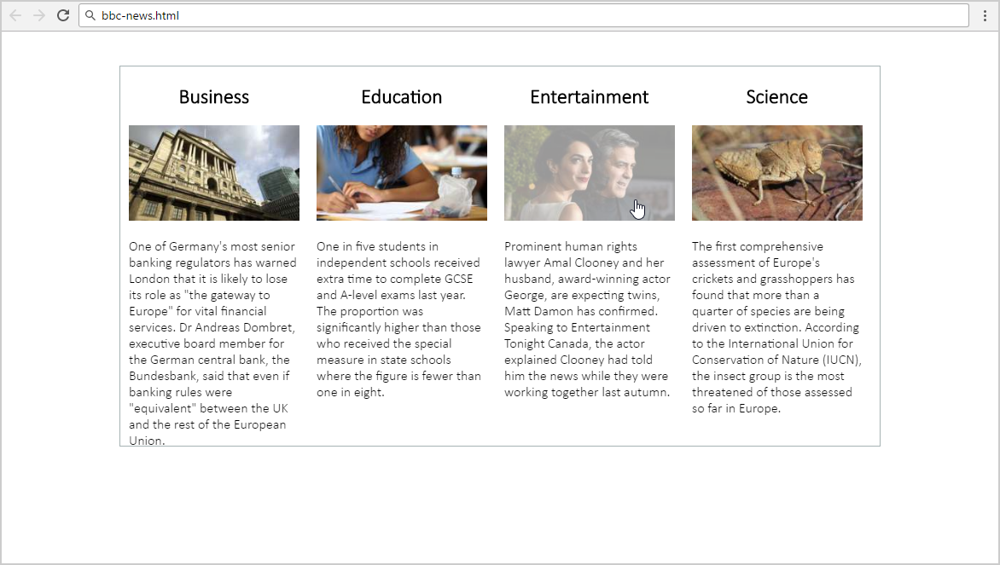 bbc-news.html
Business
One of Germany's most senior
banking regulators has warned
London that it is likely to lose
its role as "the gateway to
Europe" for vital financial
services. Dr Andreas Dombret,
executive board member for
the German central bank, the
Bundesbank, said that even if
banking rules were
"equivalent" between the UK
and the rest of the European
Union.
Education
One in five students in
independent schools received
extra time to complete GCSE
and A-level exams last year.
The proportion was
significantly higher than those
who received the special
measure in state schools
where the figure is fewer than
one in eight.
Entertainment
Prominent human rights
lawyer Amal Clooney and her
husband, award-winning actor
George, are expecting twins,
Matt Damon has confirmed.
Speaking to Entertainment
Tonight Canada, the actor
explained Clooney had told
him the news while they were
working together last autumn.
Science
The first comprehensive
assessment of Europe's
crickets and grasshoppers has
found that more than a
quarter of species are being
driven to extinction. According
to the International Union for
Conservation of Nature (IUCN),
the insect group is the most
threatened of those assessed
so far in Europe.